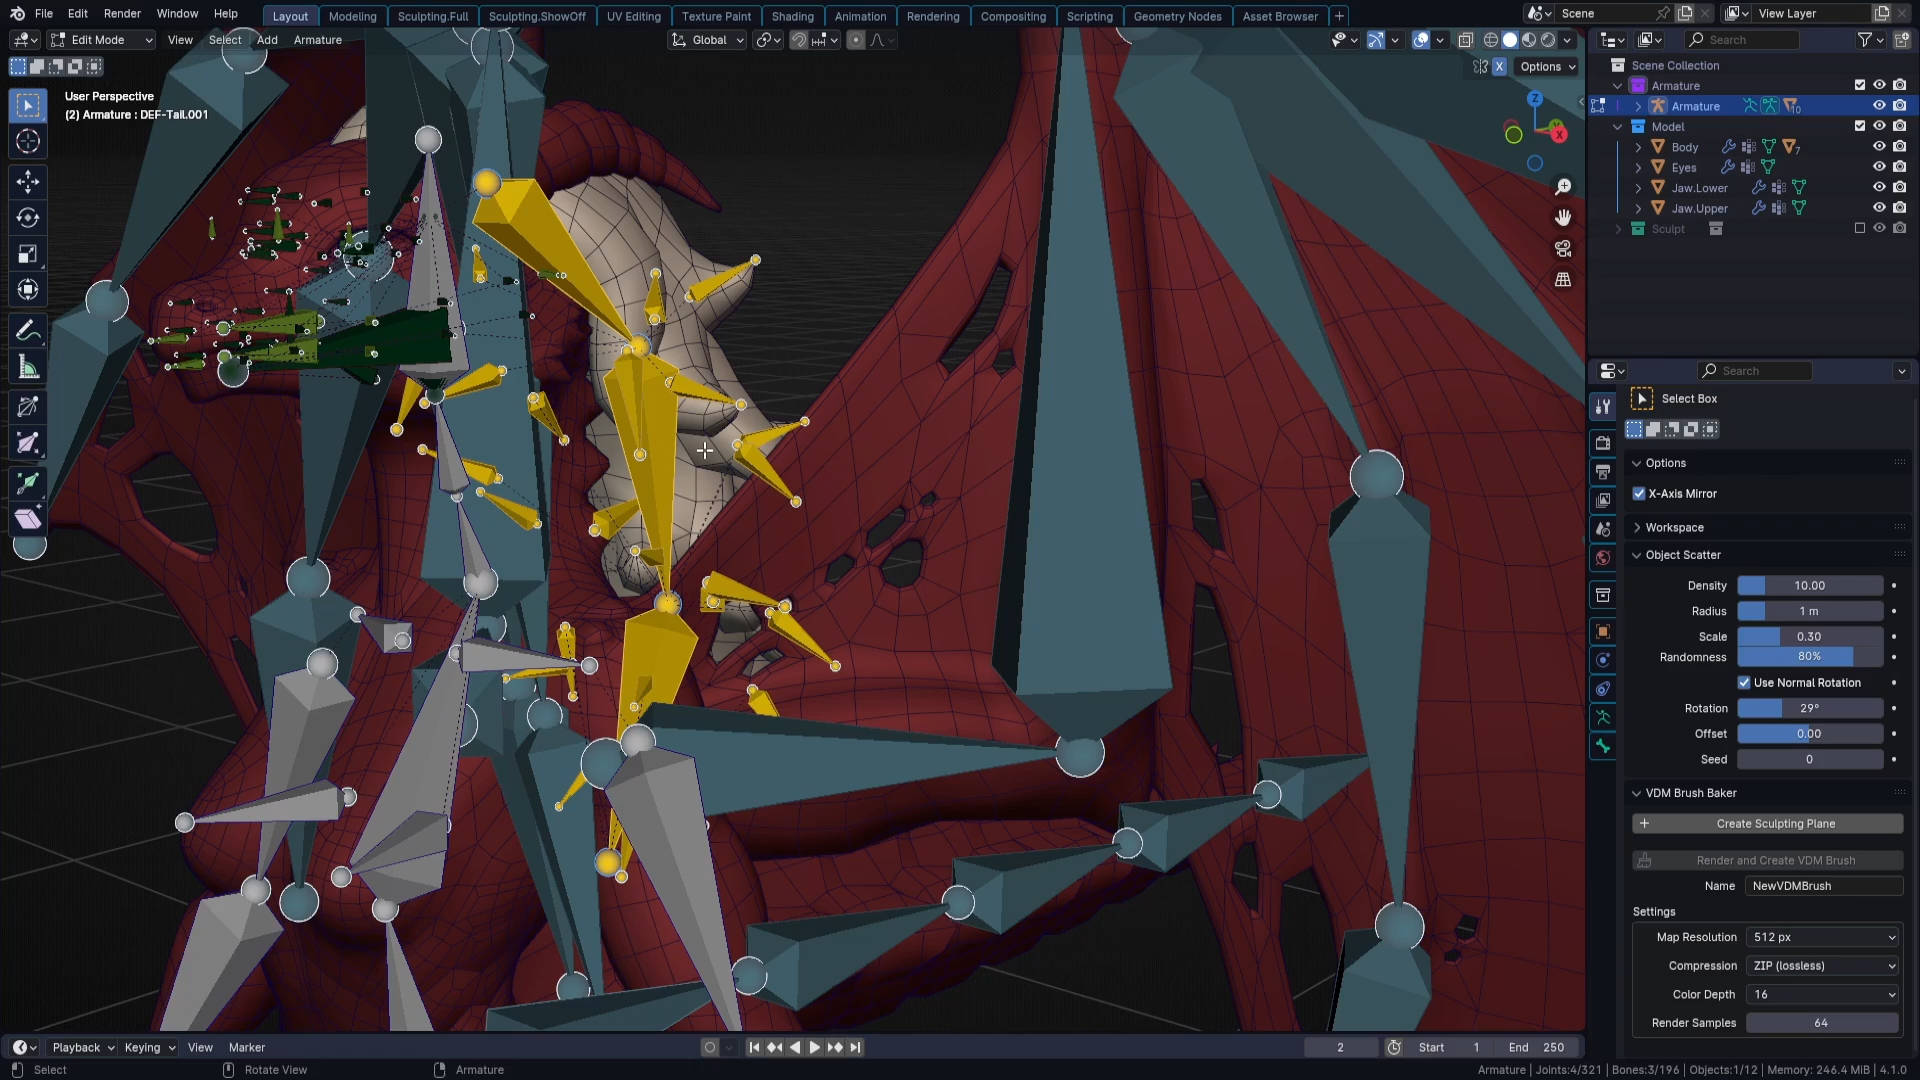 File Edit Render Window Help Layout Modeling Sculpting.Full Sculpting.ShowOff UV Editing Texture Paint Shading Animation Rendering Compositing Scripting Geometry Nodes Asset Browser + Scene View Layer
Edit Mode View Select Add Armature Global Search
X Options Scene Collection
User Perspective
(2) Armature : DEF-Tail.001
Z
X
Armature
Armature 10
Model
Body 7
Eyes
Jaw.Lower
Jaw.Upper
Sculpt
Search
Select Box
Options
X-Axis Mirror
Workspace
Object Scatter
Density 10.00
Radius 1 m
Scale 0.30
Randomness 80%
Use Normal Rotation
Rotation 29°
Offset 0.00
Seed 0
VDM Brush Baker
Create Sculpting Plane
Render and Create VDM Brush
Name NewVDMBrush
Settings
Map Resolution 512 px
Compression ZIP (lossless)
Color Depth 16
Render Samples 64
Playback Keying View Marker 2 Start 1 End 250
Select Rotate View Armature Armature | Joints:4/321 | Bones:3/196 | Objects:1/12 | Memory: 246.4 MiB | 4.1.0